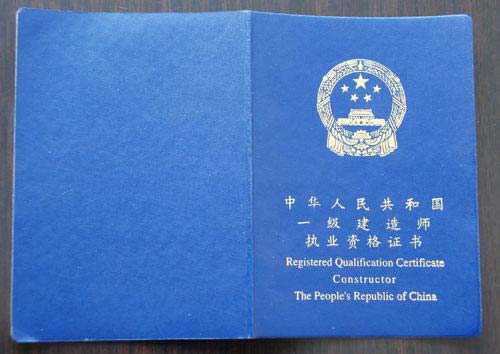 中华人民共和国
一级建造师
执业资格证书
Registered Qualification Certificate
Constructor
The People's Republic of China